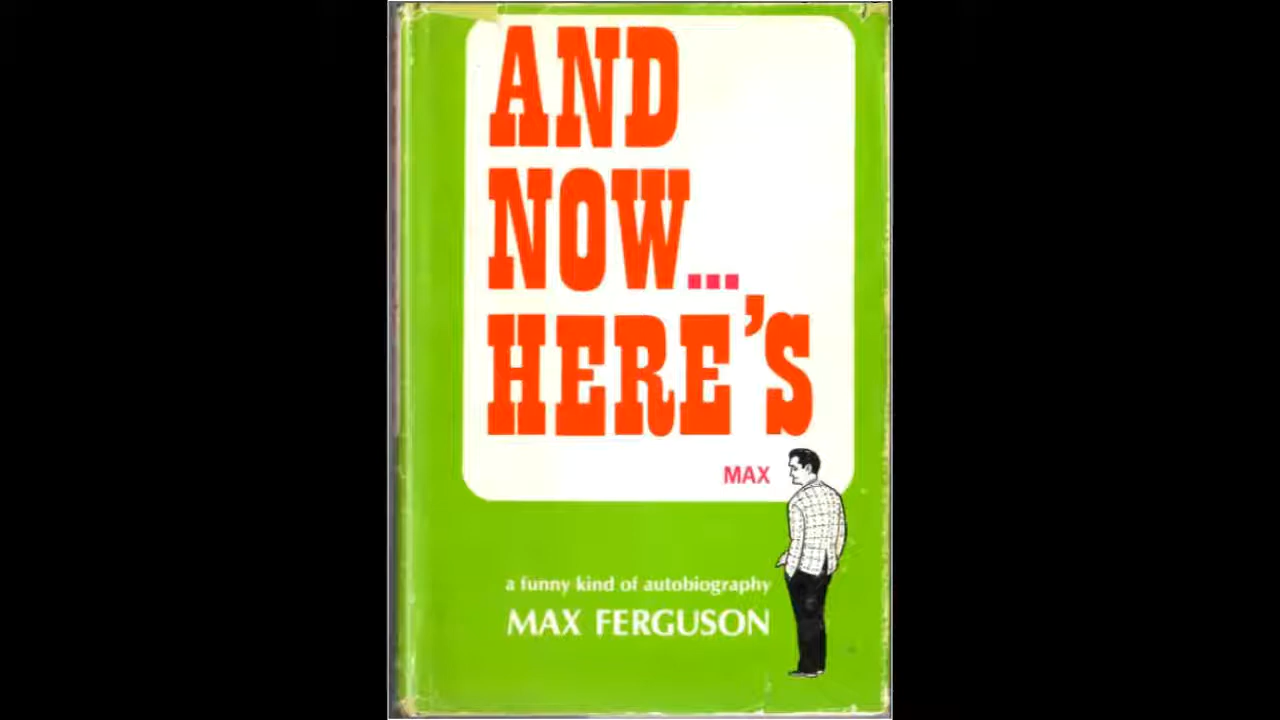 AND
NOW...
HERE'S
MAX
a funny kind of autobiography
MAX FERGUSON